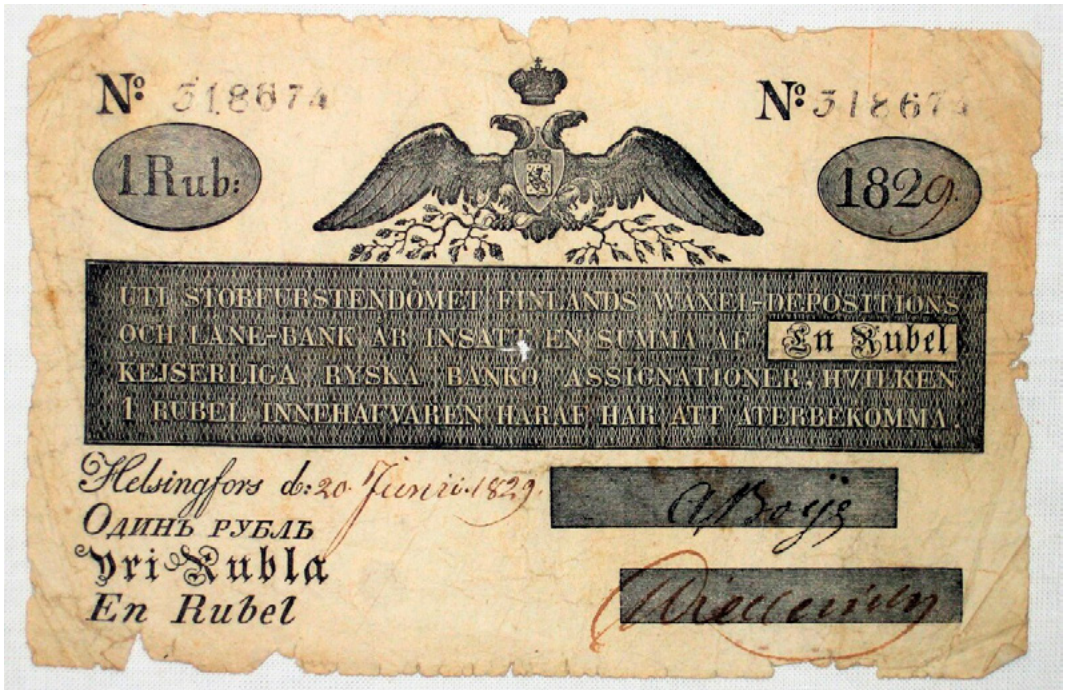 Nº 318674 Nº 318674
1 Rub: 1829.
UTI STORFURSTENDÖMET FINLANDS WÄXEL-DEPOSITIONS
OCH LÅNE-BANK ÄR INSATT EN SUMMA AF En Rubel
KEJSERLIGA RYSKA BANKO ASSIGNATIONER, HVILKEN
1 RUBEL INNEHAFVAREN HÄRAF HAR ATT ÅTERBEKOMMA.
Helsingfors d: 20. Junii. 1829.
A Boije
Одинъ рубль
Yxi Rubla
En Rubel